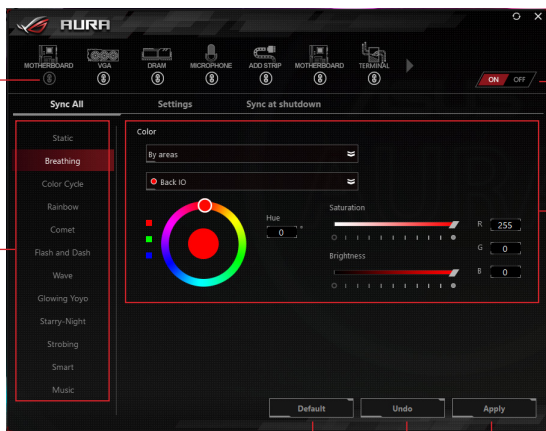 AURA
MOTHERBOARD VGA DRAM MICROPHONE ADD STRIP MOTHERBOARD TERMINAL
ON OFF
Sync All Settings Sync at shutdown
Static
Breathing
Color Cycle
Rainbow
Comet
Flash and Dash
Wave
Glowing Yoyo
Starry-Night
Strobing
Smart
Music
Color
By areas
Back IO
Hue
0 °
Saturation
Brightness
R 255
G 0
B 0
Default Undo Apply